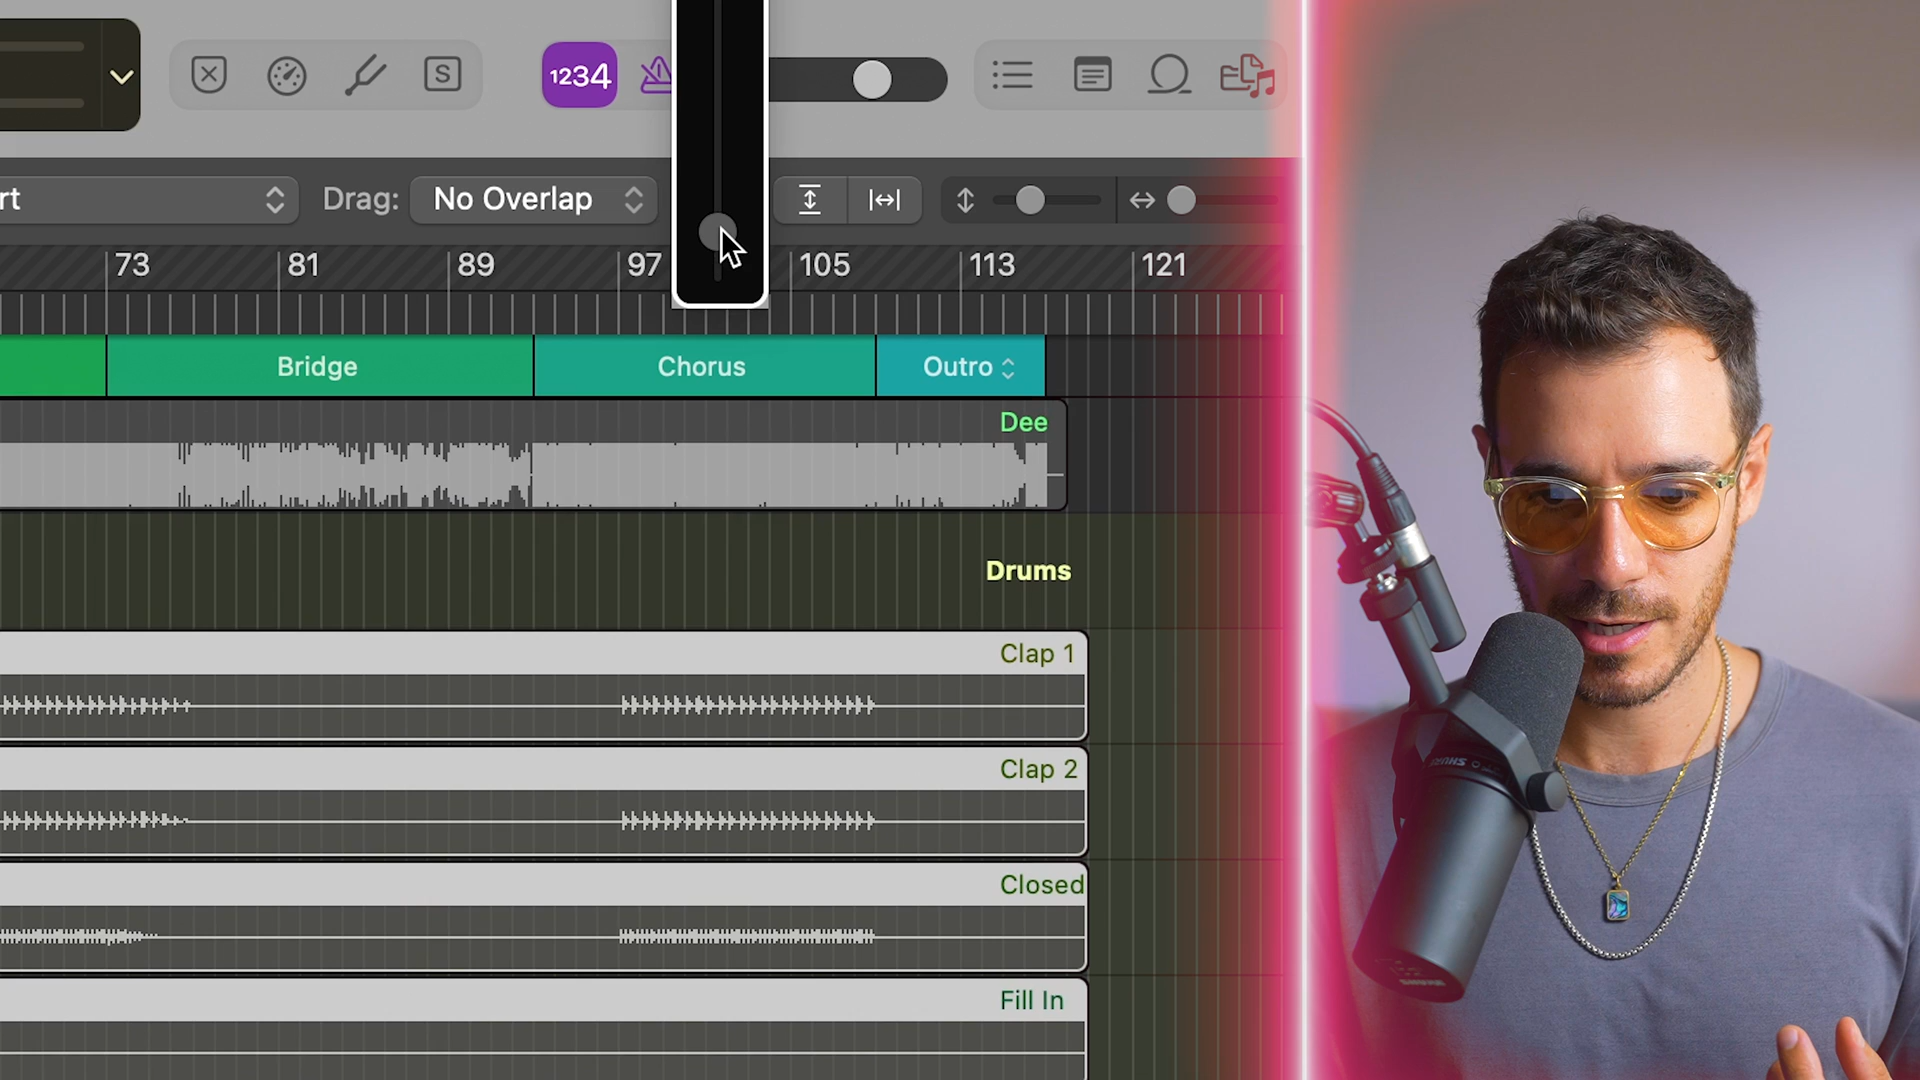 S
1234
rt
Drag:
No Overlap
73
81
89
97
105
113
121
Bridge
Chorus
Outro
Dee
Drums
Clap 1
Clap 2
Closed
Fill In
SHURE